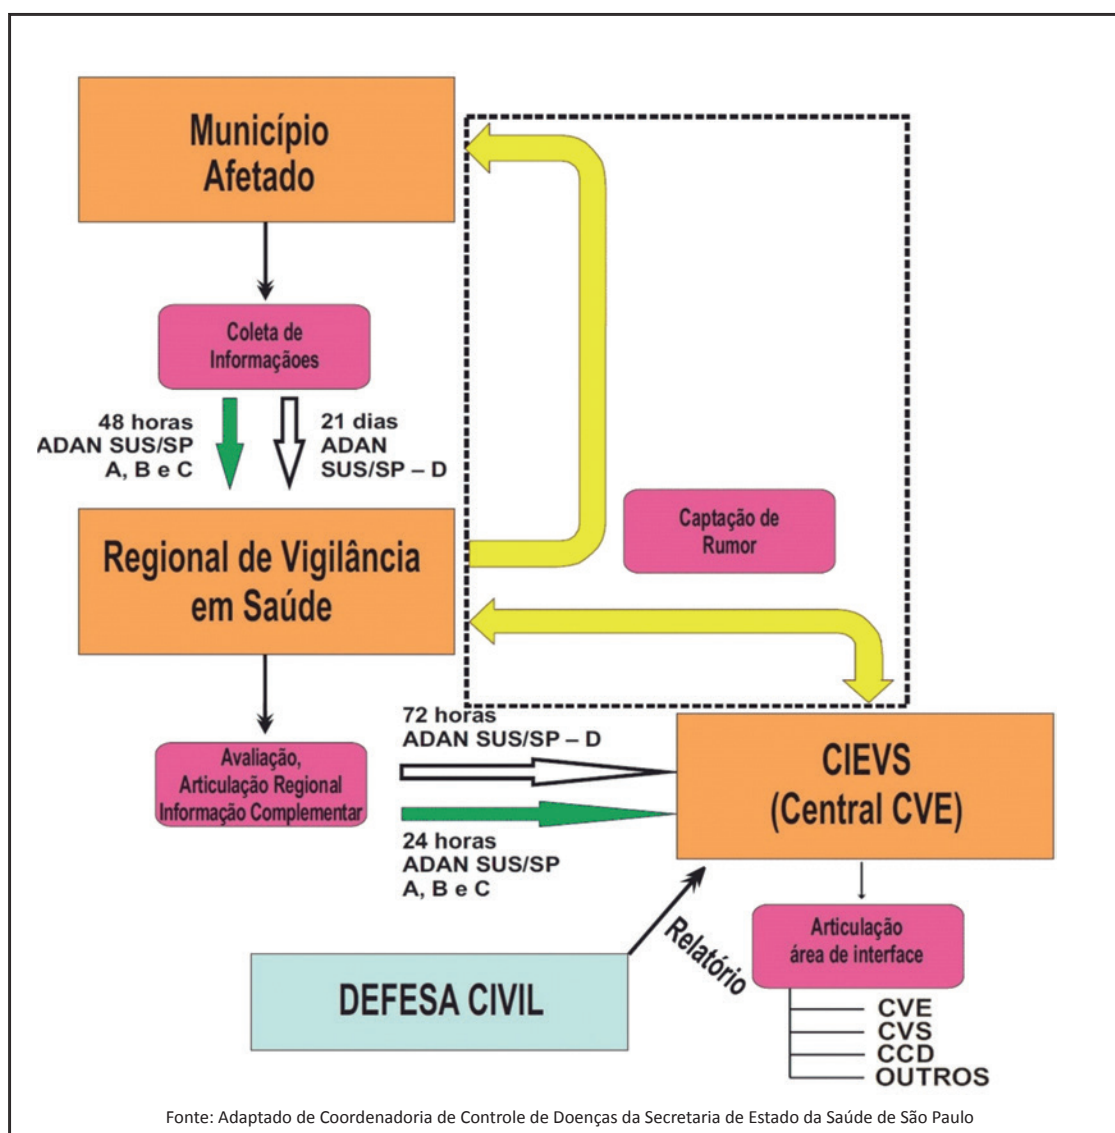 Município
Afetado
Coleta de
Informaçãoes
48 horas
ADAN SUS/SP
A, B e C
21 dias
ADAN
SUS/SP – D
Regional de Vigilância
em Saúde
Captação de
Rumor
Avaliação,
Articulação Regional
Informação Complementar
72 horas
ADAN SUS/SP – D
24 horas
ADAN SUS/SP
A, B e C
CIEVS
(Central CVE)
Relatório
DEFESA CIVIL
Articulação
área de interface
CVE
CVS
CCD
OUTROS
Fonte: Adaptado de Coordenadoria de Controle de Doenças da Secretaria de Estado da Saúde de São Paulo